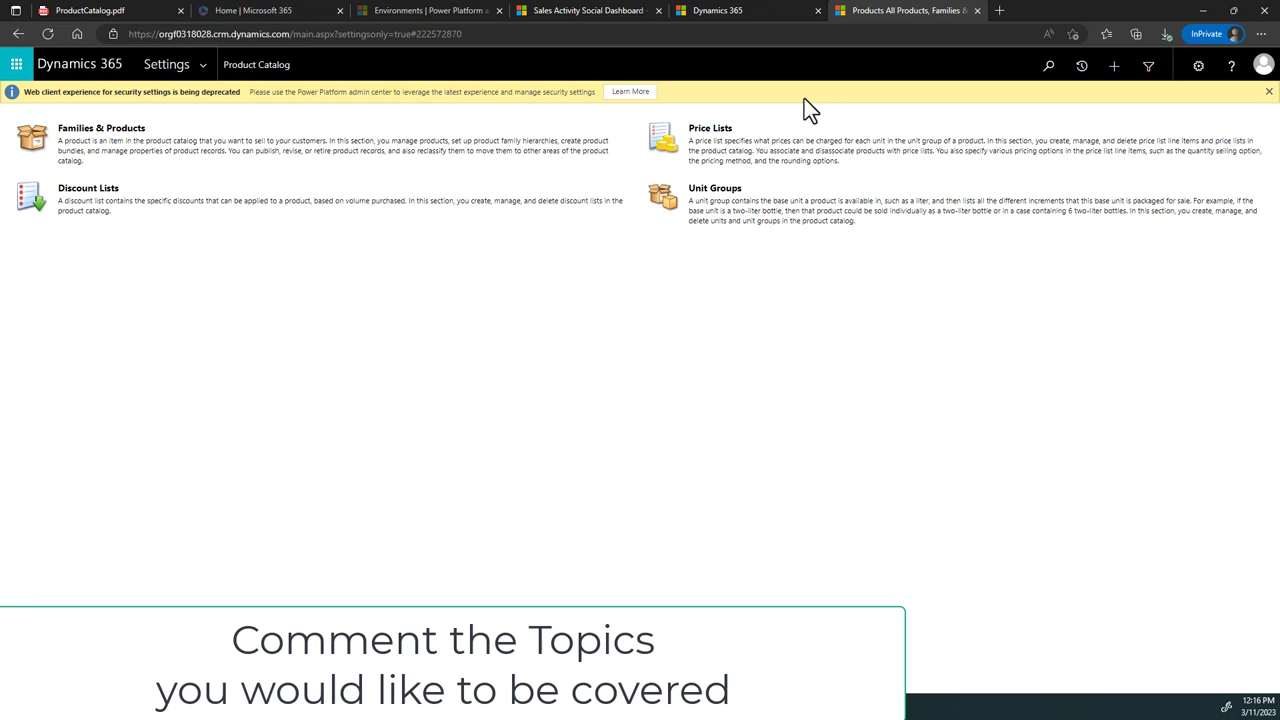 ProductCatalog.pdf
Home | Microsoft 365
Environments | Power Platform a
Sales Activity Social Dashboard -
Dynamics 365
Products All Products, Families &
https://orgf0318028.crm.dynamics.com/main.aspx?settingsonly=true#222572870
InPrivate
Dynamics 365
Settings
Product Catalog
Web client experience for security settings is being deprecated
Please use the Power Platform admin center to leverage the latest experience and manage security settings
Learn More
Families & Products
A product is an item in the product catalog that you want to sell to your customers. In this section, you manage products, set up product family hierarchies, create product
bundles, and manage properties of product records. You can publish, revise, or retire product records, and also reclassify them to move them to other areas of the product
catalog.
Price Lists
A price list specifies what prices can be charged for each unit in the unit group of a product. In this section, you create, manage, and delete price list line items and price lists in
the product catalog. You associate and disassociate products with price lists. You also specify various pricing options in the price list line items, such as the quantity selling option,
the pricing method, and the rounding options.
Discount Lists
A discount list contains the specific discounts that can be applied to a product, based on volume purchased. In this section, you create, manage, and delete discount lists in the
product catalog.
Unit Groups
A unit group contains the base unit a product is available in, such as a liter, and then lists all the different increments that this base unit is packaged for sale. For example, if the
base unit is a two-liter bottle, then that product could be sold individually as a two-liter bottle or in a case containing 6 two-liter bottles. In this section, you create, manage, and
delete units and unit groups in the product catalog.
Comment the Topics
you would like to be covered
12:16 PM
3/11/2023